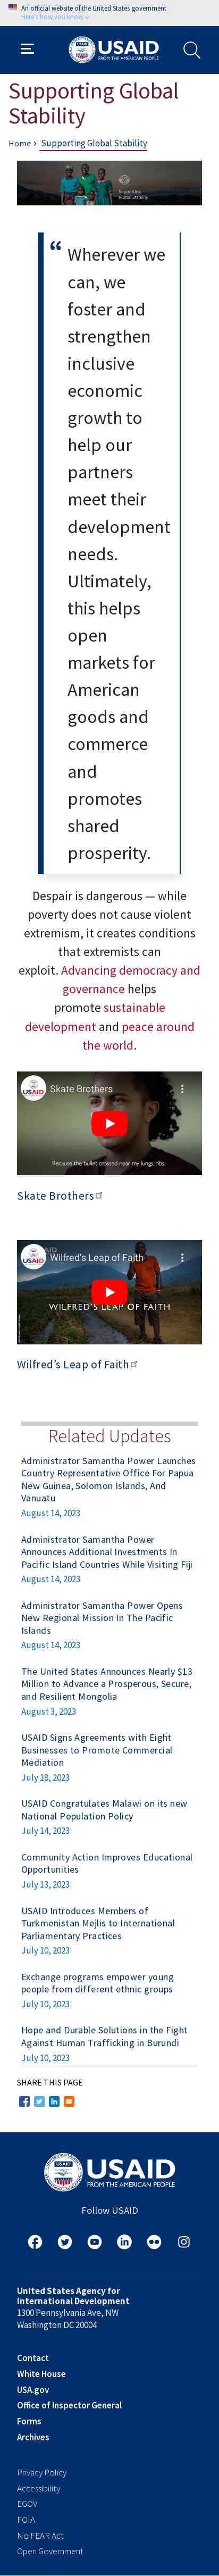 An official website of the United States government
Here's how you know
USAID
FROM THE AMERICAN PEOPLE
Supporting Global
Stability
Home › Supporting Global Stability
Supporting
Global Stability
“ Wherever we
can, we
foster and
strengthen
inclusive
economic
growth to
help our
partners
meet their
development
needs.
Ultimately,
this helps
open
markets for
American
goods and
commerce
and
promotes
shared
prosperity.
Despair is dangerous — while
poverty does not cause violent
extremism, it creates conditions
that extremists can
exploit. Advancing democracy and
governance helps
promote sustainable
development and peace around
the world.
USAID
Skate Brothers
Because the bullet crossed near my lungs, ribs,
Skate Brothers
USAID
Wilfred's Leap of Faith
WILFRED'S LEAP OF FAITH
Wilfred’s Leap of Faith
Related Updates
Administrator Samantha Power Launches
Country Representative Office For Papua
New Guinea, Solomon Islands, And
Vanuatu
August 14, 2023
Administrator Samantha Power
Announces Additional Investments In
Pacific Island Countries While Visiting Fiji
August 14, 2023
Administrator Samantha Power Opens
New Regional Mission In The Pacific
Islands
August 14, 2023
The United States Announces Nearly $13
Million to Advance a Prosperous, Secure,
and Resilient Mongolia
August 3, 2023
USAID Signs Agreements with Eight
Businesses to Promote Commercial
Mediation
July 18, 2023
USAID Congratulates Malawi on its new
National Population Policy
July 14, 2023
Community Action Improves Educational
Opportunities
July 13, 2023
USAID Introduces Members of
Turkmenistan Mejlis to International
Parliamentary Practices
July 10, 2023
Exchange programs empower young
people from different ethnic groups
July 10, 2023
Hope and Durable Solutions in the Fight
Against Human Trafficking in Burundi
July 10, 2023
SHARE THIS PAGE
USAID
FROM THE AMERICAN PEOPLE
Follow USAID
United States Agency for
International Development
1300 Pennsylvania Ave, NW
Washington DC 20004
Contact
White House
USA.gov
Office of Inspector General
Forms
Archives
Privacy Policy
Accessibility
EGOV
FOIA
No FEAR Act
Open Government